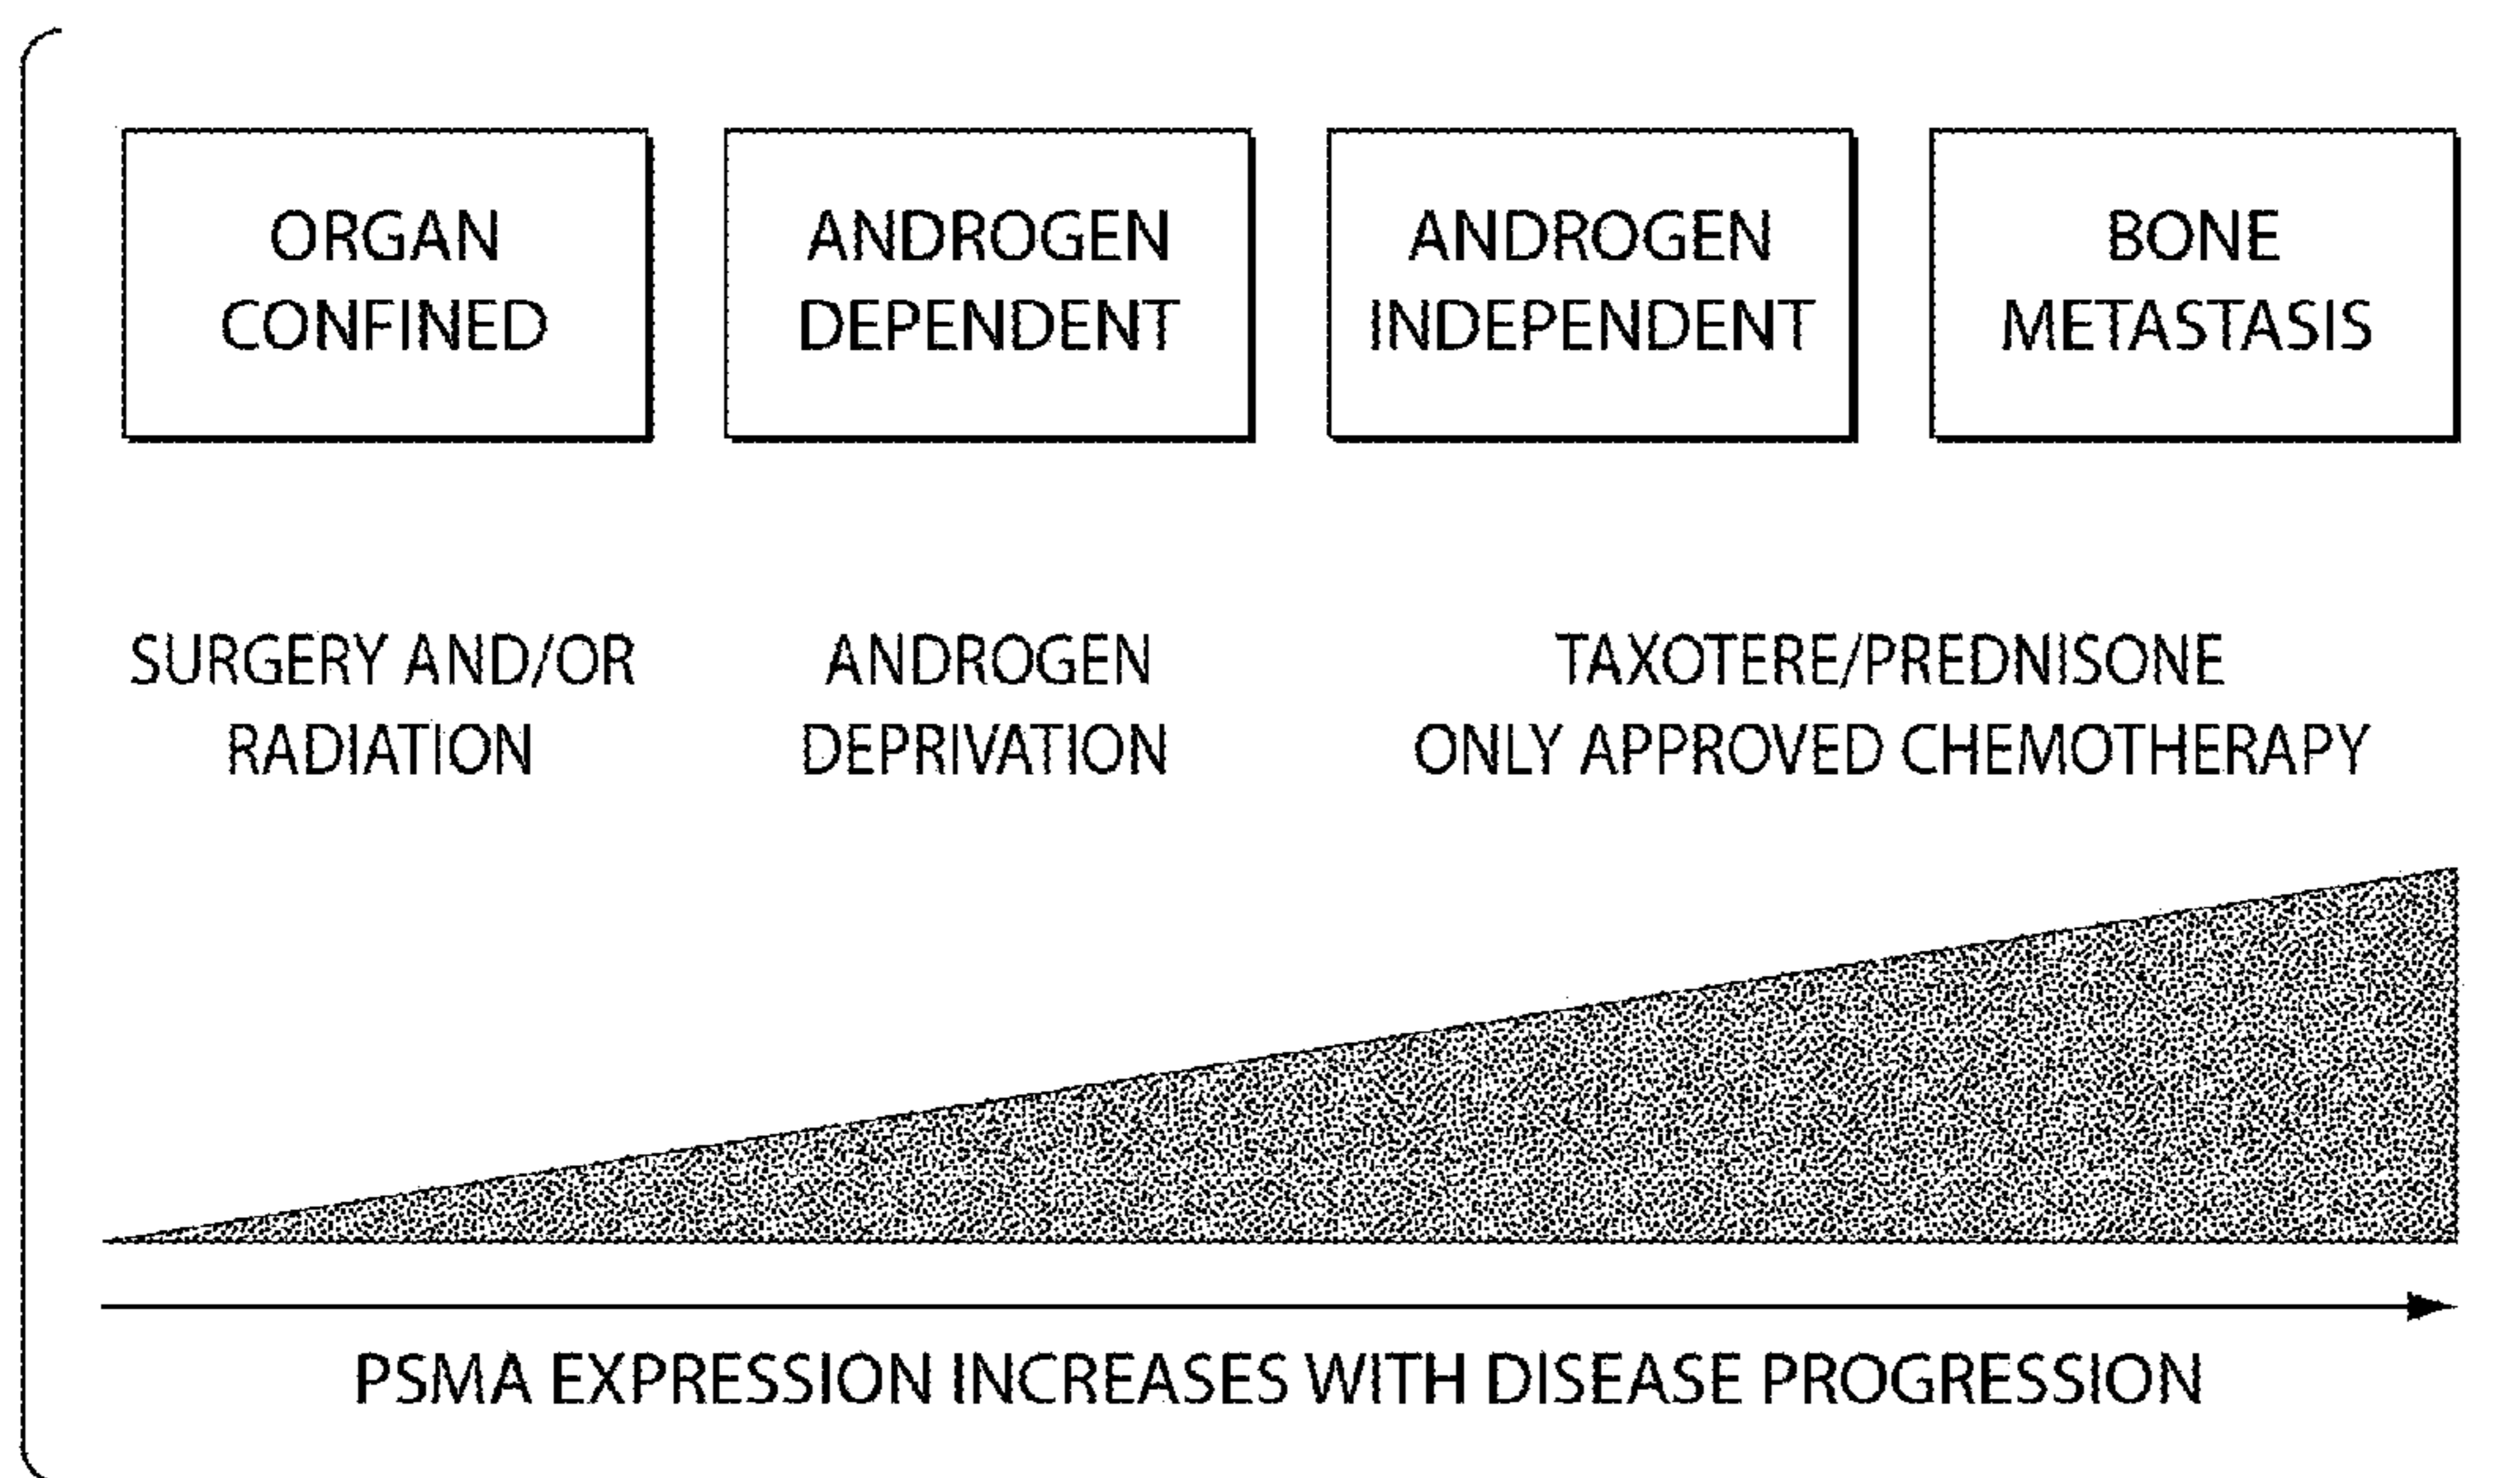 ORGAN
CONFINED
ANDROGEN
DEPENDENT
ANDROGEN
INDEPENDENT
BONE
METASTASIS
SURGERY AND/OR
RADIATION
ANDROGEN
DEPRIVATION
TAXOTERE/PREDNISONE
ONLY APPROVED CHEMOTHERAPY
PSMA EXPRESSION INCREASES WITH DISEASE PROGRESSION